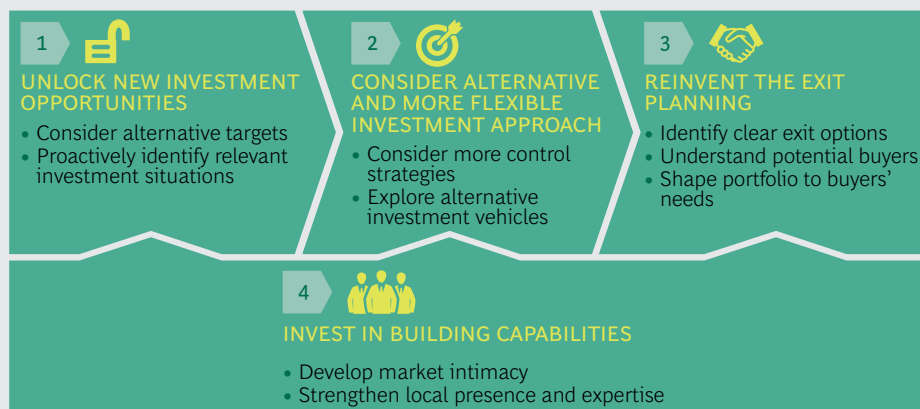 1
UNLOCK NEW INVESTMENT
OPPORTUNITIES
• Consider alternative targets
• Proactively identify relevant
investment situations
2
CONSIDER ALTERNATIVE
AND MORE FLEXIBLE
INVESTMENT APPROACH
• Consider more control
strategies
• Explore alternative
investment vehicles
3
REINVENT THE EXIT
PLANNING
• Identify clear exit options
• Understand potential buyers
• Shape portfolio to buyers’
needs
4
INVEST IN BUILDING CAPABILITIES
• Develop market intimacy
• Strengthen local presence and expertise